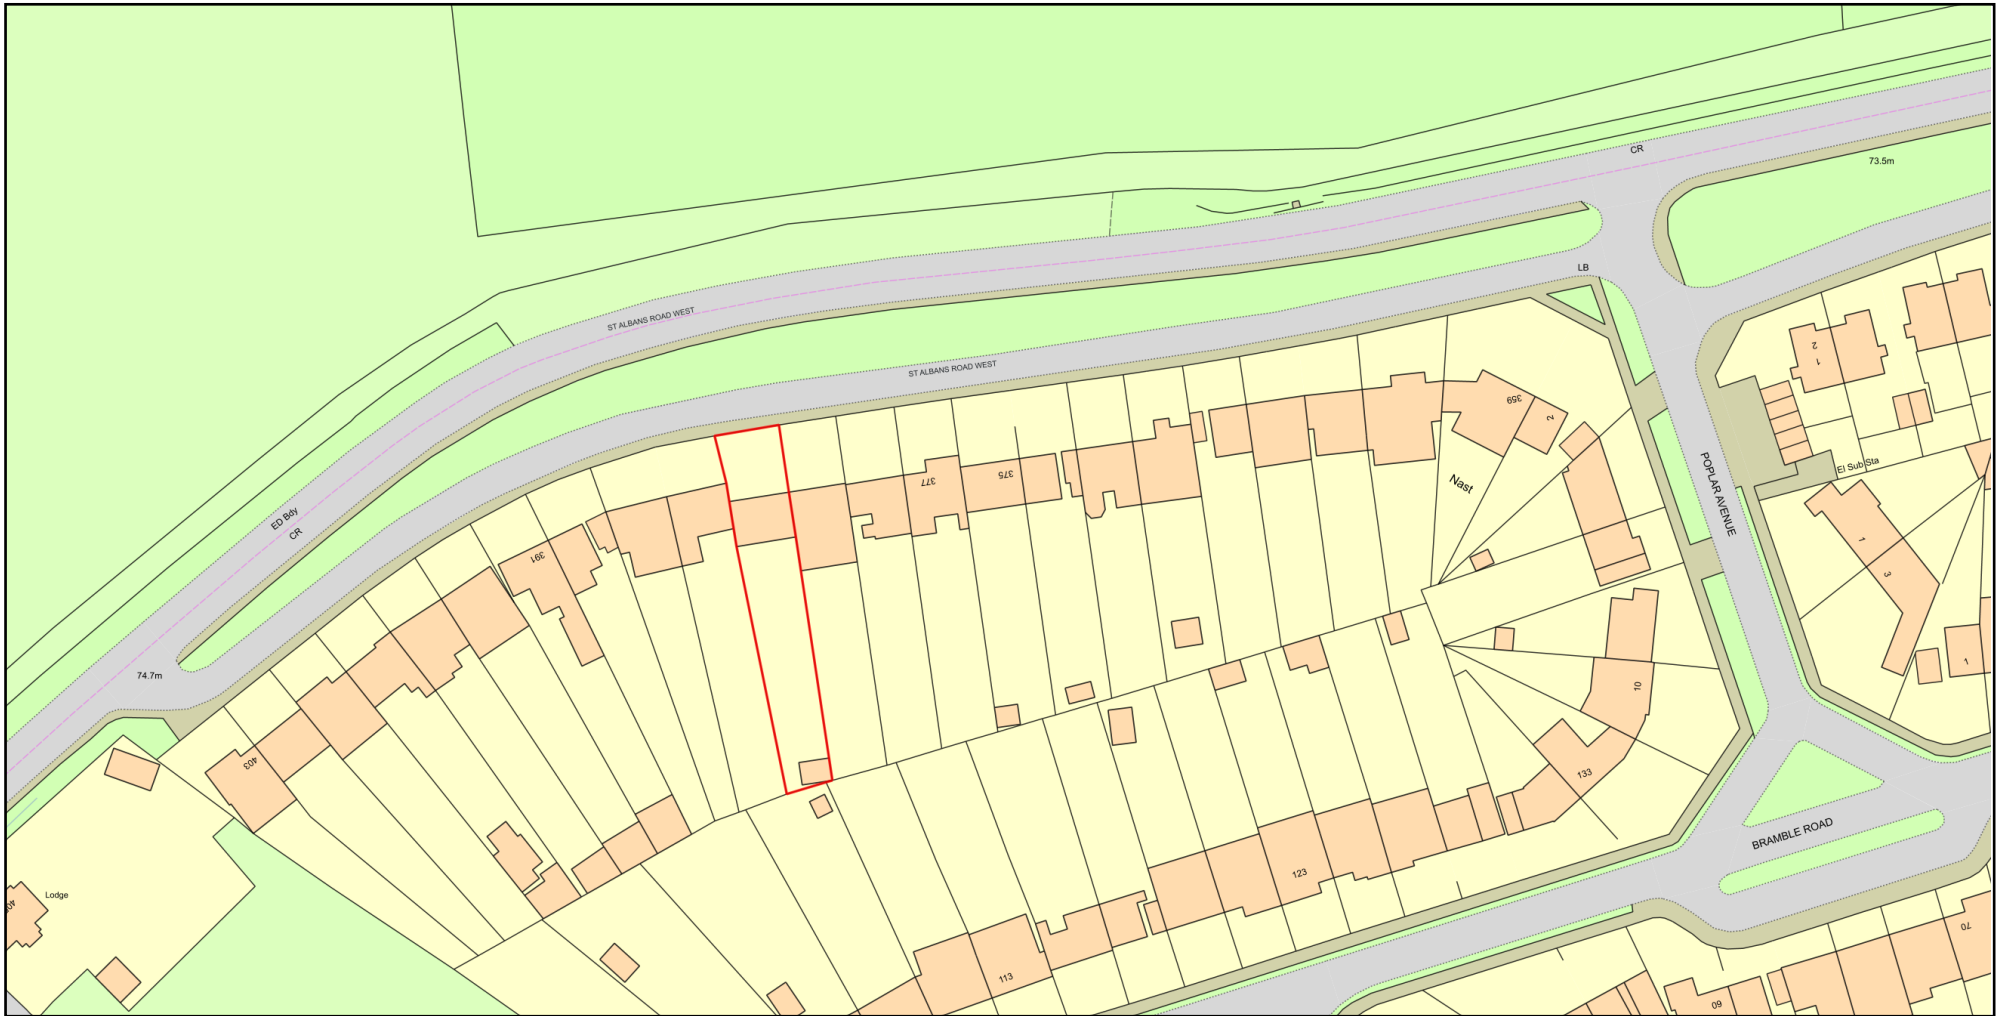 CR
73.5m
LB
ST ALBANS ROAD WEST
ST ALBANS ROAD WEST
2
1
359
2
El Sub Sta
377
375
Nast
POPLAR AVENUE
ED Bdy
CR
391
1
3
74.7m
1
10
403
133
BRAMBLE ROAD
123
Lodge
70
113
60